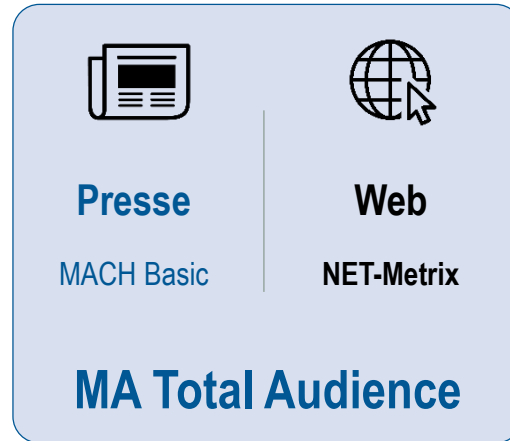 Presse
MACH Basic
Web
NET-Metrix
MA Total Audience